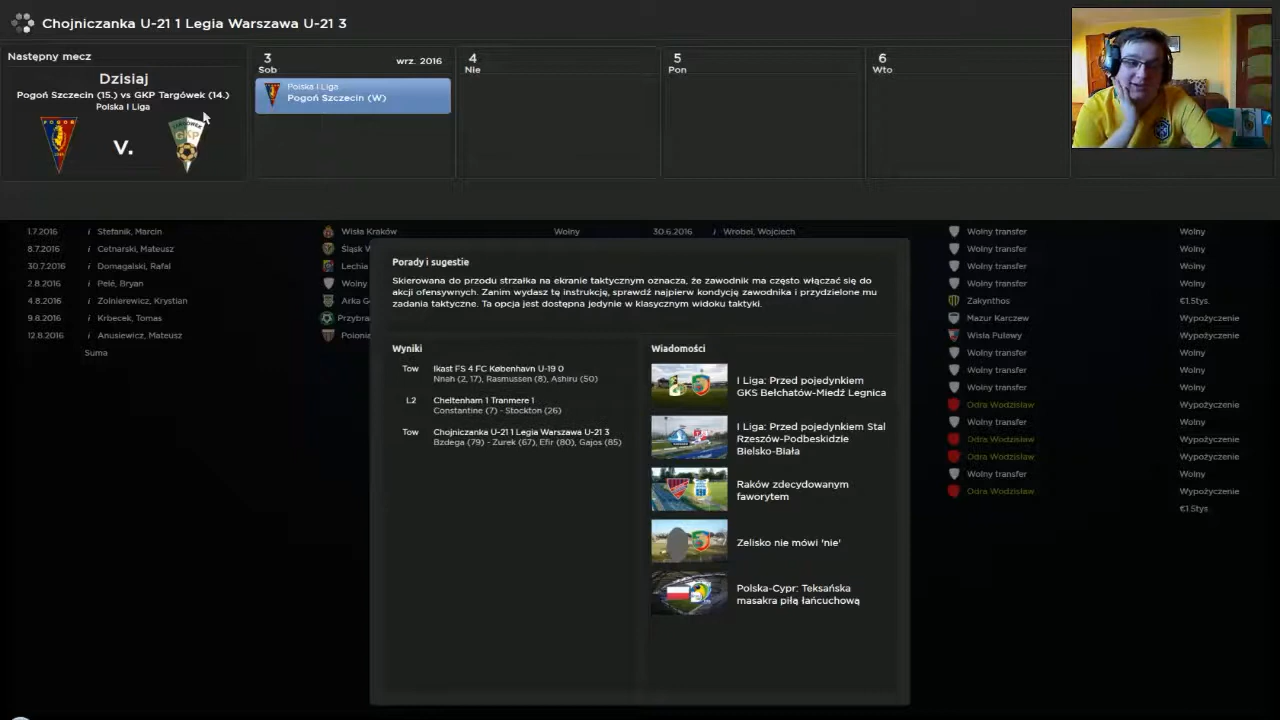 Chojniczanka U-21 1 Legia Warszawa U-21 3
Następny mecz
Dzisiaj
Pogoń Szczecin (15.) vs GKP Targówek (14.)
Polska I Liga
POGOŃ
V.
TARGÓWEK
GKP
3
Sob
wrz. 2016
Polska I Liga
Pogoń Szczecin (W)
4
Nie
5
Pon
6
Wto
1.7.2016 i Stefanik, Marcin Wisła Kraków Wolny 30.6.2016 i Wrobel, Wojciech Wolny transfer Wolny
8.7.2016 i Cetnarski, Mateusz Śląsk W Wolny transfer Wolny
30.7.2016 i Domagalski, Rafał Lechia Wolny transfer Wolny
2.8.2016 i Pelé, Bryan Wolny Wolny transfer Wolny
4.8.2016 i Zolnierewicz, Krystian Arka G Zakynthos €1.5tys.
9.8.2016 i Krbecek, Tomas Przybra Mazur Karczew Wypożyczenie
12.8.2016 i Anusiewicz, Mateusz Polonia Wisła Puławy Wypożyczenie
Suma Wolny transfer Wolny
Wolny transfer Wolny
Wolny transfer Wolny
Odra Wodzisław Wypożyczenie
Wolny transfer Wolny
Odra Wodzisław Wypożyczenie
Odra Wodzisław Wypożyczenie
Wolny transfer Wolny
Odra Wodzisław Wypożyczenie
Porady i sugestie
Skierowana do przodu strzałka na ekranie taktycznym oznacza, że zawodnik ma często włączać się do
akcji ofensywnych. Zanim wydasz tę instrukcję, sprawdź najpierw kondycję zawodnika i przydzielone mu
zadania taktyczne. Ta opcja jest dostępna jedynie w klasycznym widoku taktyki.
Wyniki
Tow Ikast FS 4 FC København U-19 0
Nnah (2, 17), Rasmussen (8), Ashiru (50)
L2 Cheltenham 1 Tranmere 1
Constantine (7) - Stockton (26)
Tow Chojniczanka U-21 1 Legia Warszawa U-21 3
Bzdega (79) - Zurek (67), Efir (80), Gajos (85)
Wiadomości
I Liga: Przed pojedynkiem
GKS Bełchatów-Miedź Legnica
I Liga: Przed pojedynkiem Stal
Rzeszów-Podbeskidzie
Bielsko-Biała
Raków zdecydowanym
faworytem
Zelisko nie mówi 'nie'
Polska-Cypr: Teksańska
masakra piłą łańcuchową